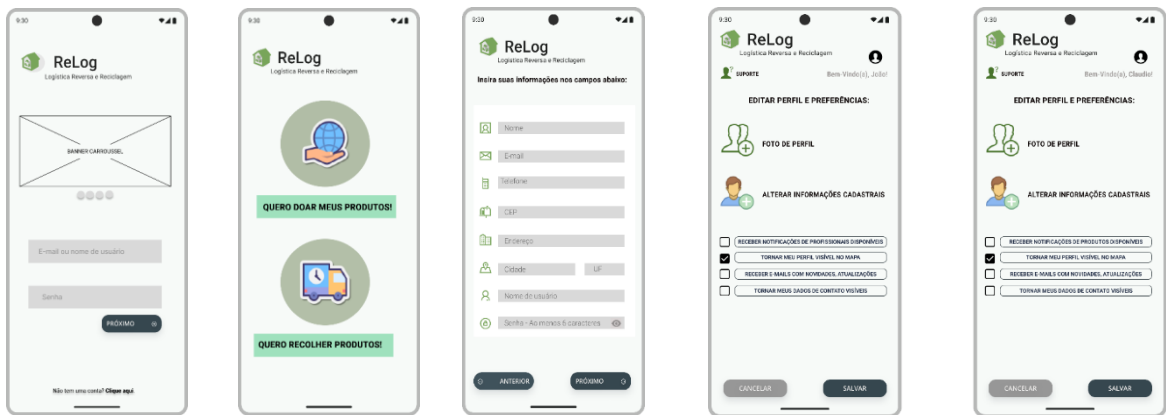 9:30
ReLog
Logística Reversa e Reciclagem
BANNER CARROUSSEL
E-mail ou nome de usuário
Senha
PRÓXIMO
Não tem uma conta? Clique aqui
9:30
ReLog
Logística Reversa e Reciclagem
QUERO DOAR MEUS PRODUTOS!
QUERO RECOLHER PRODUTOS!
9:30
ReLog
Logística Reversa e Reciclagem
Insira suas informações nos campos abaixo:
Nome
E-mail
Telefone
CEP
Endereço
Cidade UF
Nome de usuário
Senha - Ao menos 6 caracteres
ANTERIOR PRÓXIMO
9:30
ReLog
Logística Reversa e Reciclagem
? SUPORTE Bem-Vindo(a), João!
EDITAR PERFIL E PREFERÊNCIAS:
FOTO DE PERFIL
ALTERAR INFORMAÇÕES CADASTRAIS
RECEBER NOTIFICAÇÕES DE PROFISSIONAIS DISPONÍVEIS
TORNAR MEU PERFIL VISÍVEL NO MAPA
RECEBER E-MAILS COM NOVIDADES, ATUALIZAÇÕES
TORNAR MEUS DADOS DE CONTATO VISÍVEIS
CANCELAR SALVAR
9:30
ReLog
Logística Reversa e Reciclagem
? SUPORTE Bem-Vindo(a), Claudio!
EDITAR PERFIL E PREFERÊNCIAS:
FOTO DE PERFIL
ALTERAR INFORMAÇÕES CADASTRAIS
RECEBER NOTIFICAÇÕES DE PRODUTOS DISPONÍVEIS
TORNAR MEU PERFIL VISÍVEL NO MAPA
RECEBER E-MAILS COM NOVIDADES, ATUALIZAÇÕES
TORNAR MEUS DADOS DE CONTATO VISÍVEIS
CANCELAR SALVAR